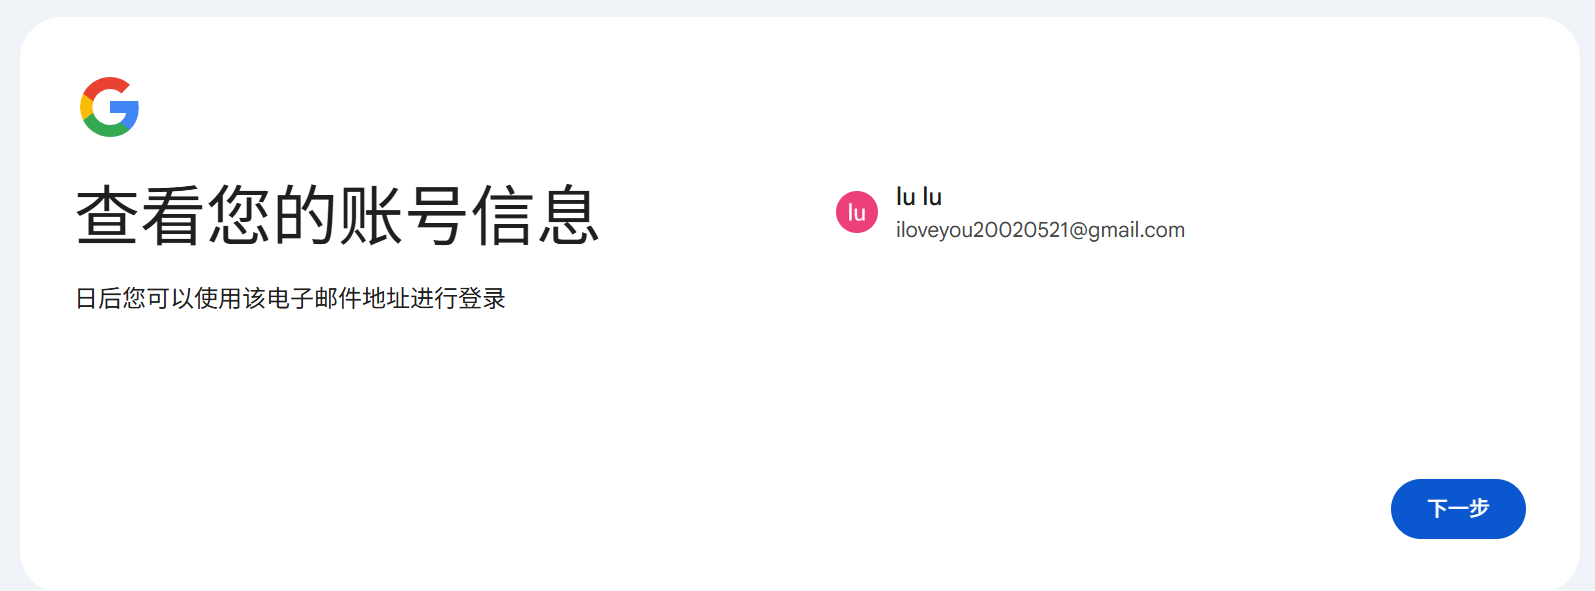 查看您的账号信息
日后您可以使用该电子邮件地址进行登录
lu
lu lu
iloveyou20020521@gmail.com
下一步